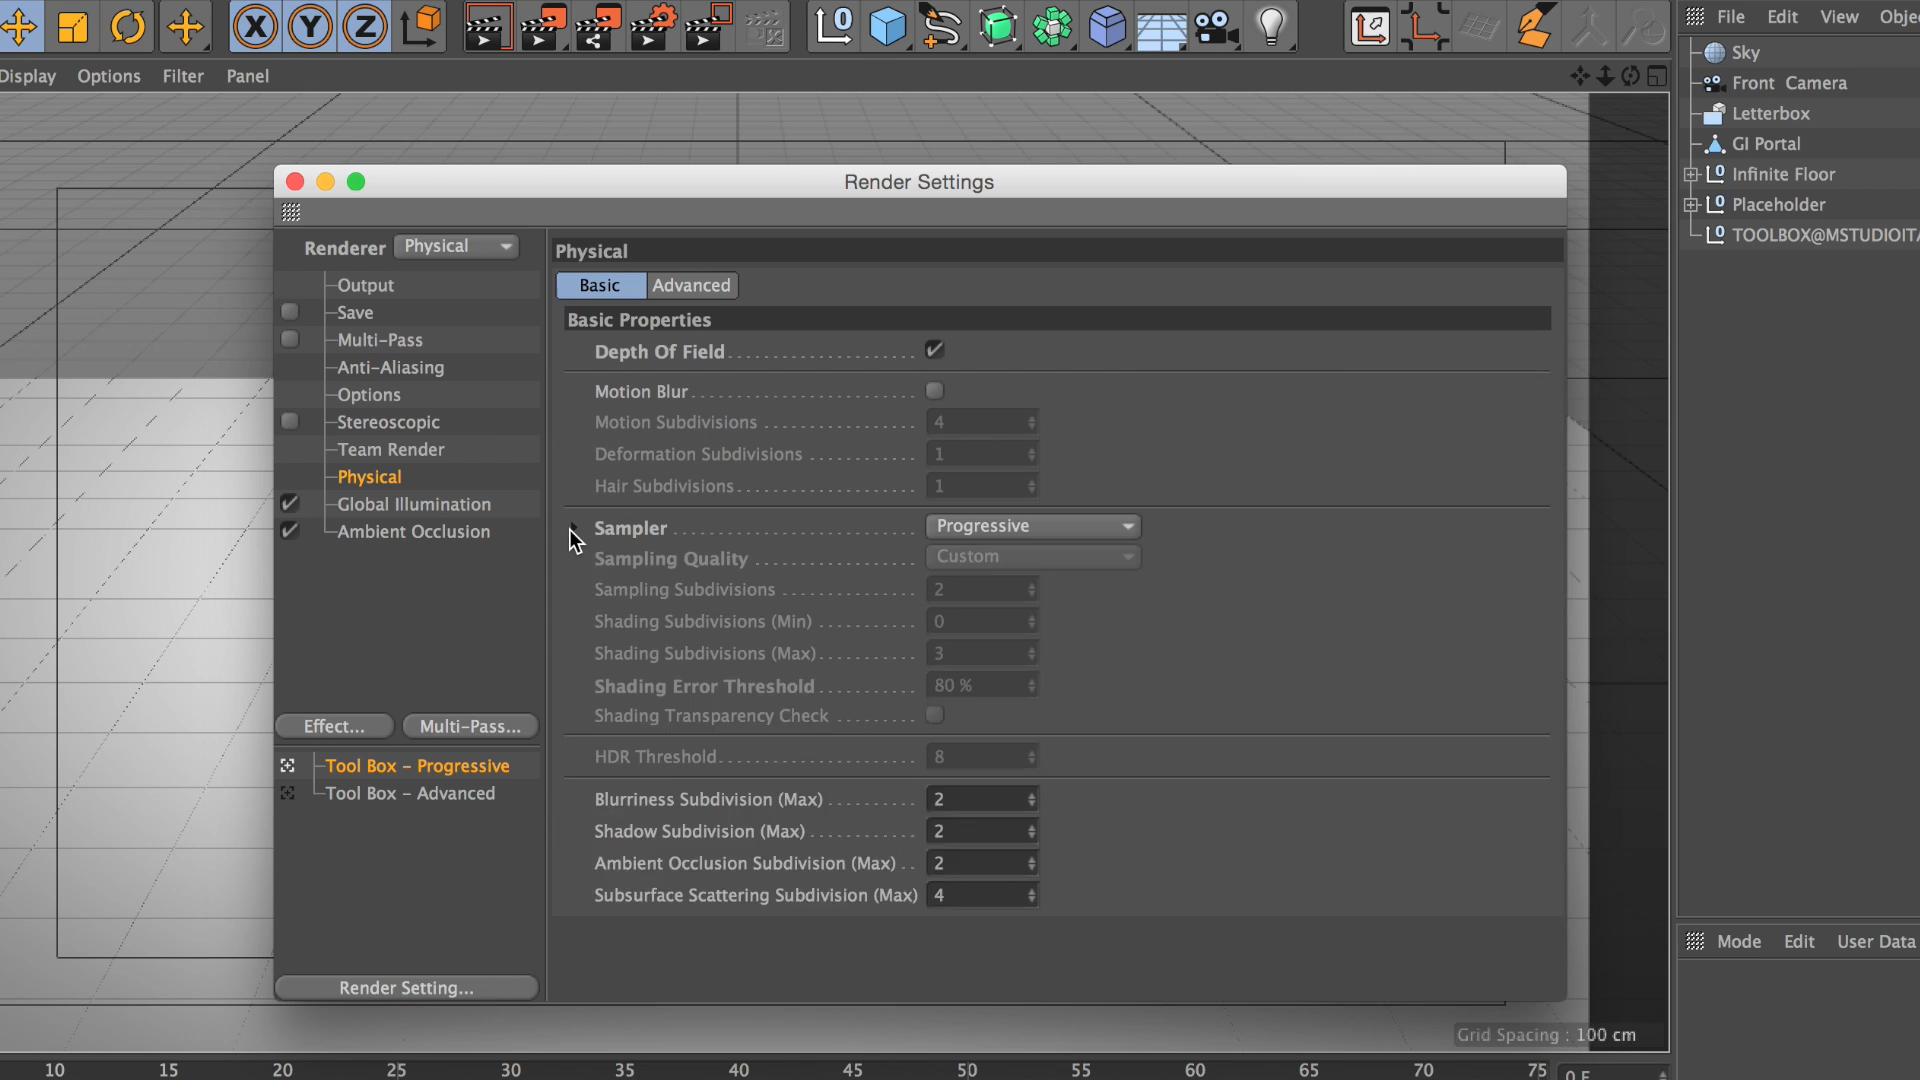 File Edit View
Display Options Filter Panel
Sky
Front Camera
Letterbox
GI Portal
Infinite Floor
Placeholder
TOOLBOX@MSTUDIOIT
X Y Z
Render Settings
Renderer Physical
Output
Save
Multi-Pass
Anti-Aliasing
Options
Stereoscopic
Team Render
Physical
Global Illumination
Ambient Occlusion
Effect... Multi-Pass...
Tool Box - Progressive
Tool Box - Advanced
Render Setting...
Physical
Basic Advanced
Basic Properties
Depth Of Field
Motion Blur
Motion Subdivisions 4
Deformation Subdivisions 1
Hair Subdivisions 1
Sampler Progressive
Sampling Quality Custom
Sampling Subdivisions 2
Shading Subdivisions (Min) 0
Shading Subdivisions (Max) 3
Shading Error Threshold 80 %
Shading Transparency Check
HDR Threshold 8
Blurriness Subdivision (Max) 2
Shadow Subdivision (Max) 2
Ambient Occlusion Subdivision (Max) 2
Subsurface Scattering Subdivision (Max) 4
Mode Edit User Data
Grid Spacing : 100 cm
10 15 20 25 30 35 40 45 50 55 60 65 70 75
0 F